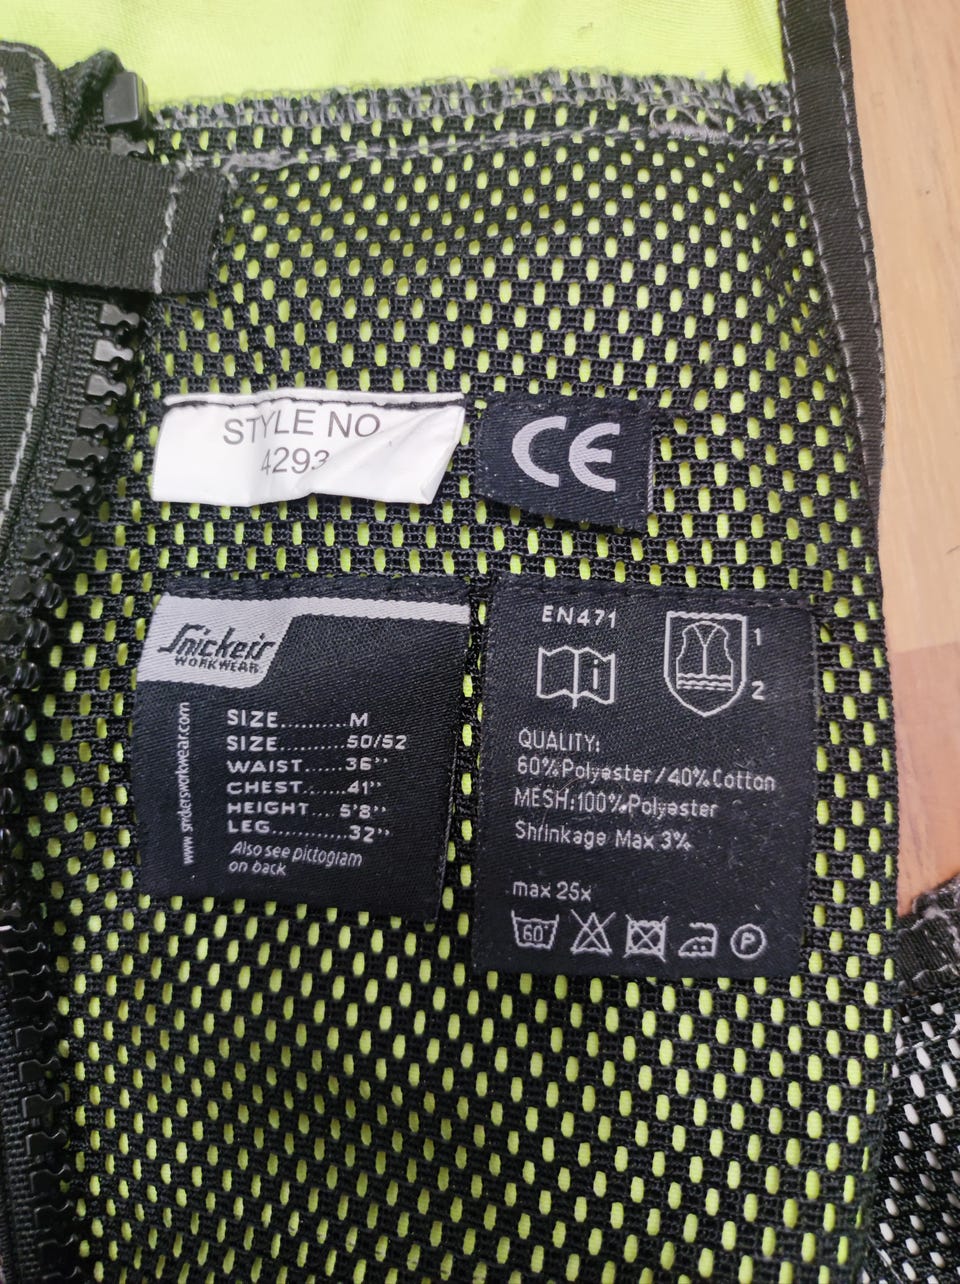 STYLE NO
4293
CE
Snickers
WORKWEAR
www.snickersworkwear.com
SIZE..........M
SIZE..........50/52
WAIST......36''
CHEST......41''
HEIGHT....5'8''
LEG...........32''
Also see pictogram
on back
EN471
i
1
2
QUALITY:
60%Polyester/40%Cotton
MESH:100%Polyester
Shrinkage Max 3%
max 25x
60°
P